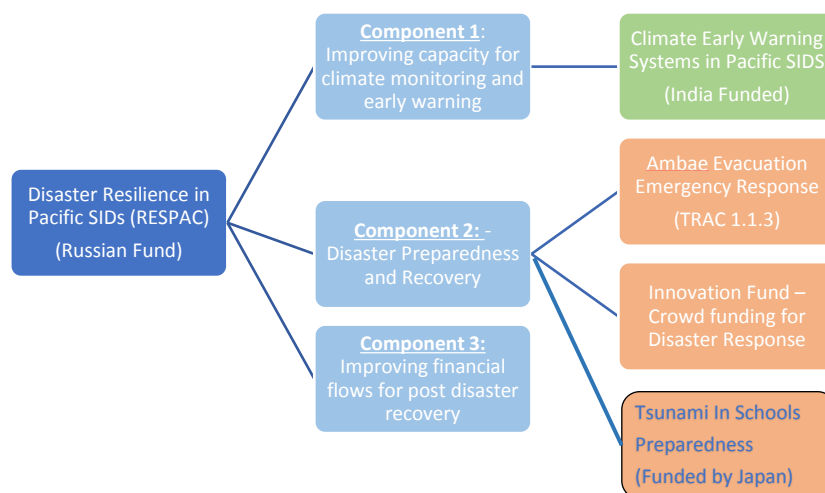 Disaster Resilience in
Pacific SIDs (RESPAC)
(Russian Fund)
Component 1:
Improving capacity for
climate monitoring and
early warning
Climate Early Warning
Systems in Pacific SIDS
(India Funded)
Component 2: -
Disaster Preparedness
and Recovery
Ambae Evacuation
Emergency Response
(TRAC 1.1.3)
Innovation Fund –
Crowd funding for
Disaster Response
Tsunami In Schools
Preparedness
(Funded by Japan)
Component 3:
Improving financial
flows for post disaster
recovery